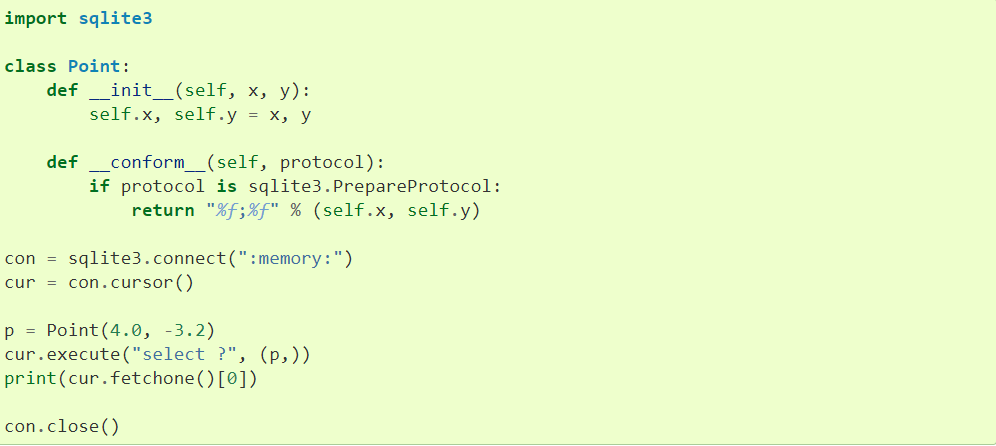 import sqlite3

class Point:
    def __init__(self, x, y):
        self.x, self.y = x, y

    def __conform__(self, protocol):
        if protocol is sqlite3.PrepareProtocol:
            return "%f;%f" % (self.x, self.y)

con = sqlite3.connect(":memory:")
cur = con.cursor()

p = Point(4.0, -3.2)
cur.execute("select ?", (p,))
print(cur.fetchone()[0])

con.close()